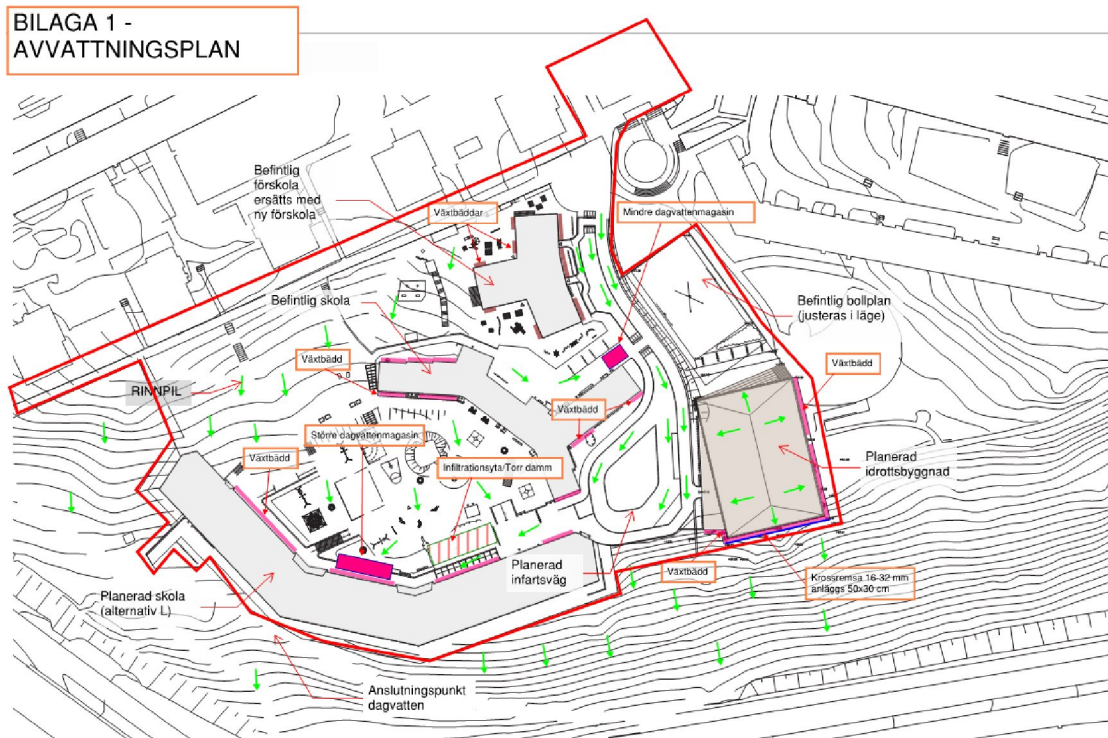 BILAGA 1 -
AVVATTNINGSPLAN
Befintlig
förskola
ersätts med
ny förskola
Växtbäddar
Mindre dagvattenmagasin
Befintlig skola
Befintlig bollplan
(justeras i läge)
Växtbädd
Växtbädd
RINNPIL
Växtbädd
Större dagvattenmagasin
Växtbädd
Infiltrationsyta/Torr damm
Planerad
idrottsbyggnad
Planerad
infartsväg
Växtbädd
Krossremsa 16-32 mm
anläggs 50x30 cm
Planerad skola
(alternativ L)
Anslutningspunkt
dagvatten